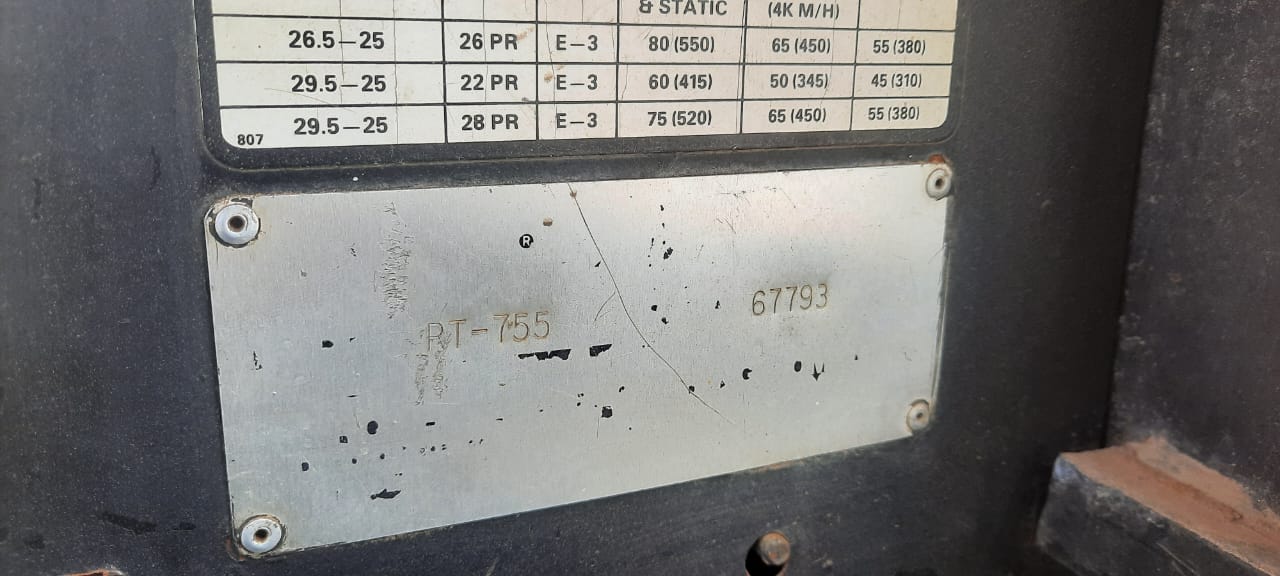 & STATIC (4K M/H)
26.5–25 26 PR E–3 80 (550) 65 (450) 55 (380)
29.5–25 22 PR E–3 60 (415) 50 (345) 45 (310)
29.5–25 28 PR E–3 75 (520) 65 (450) 55 (380)
807
®
RT-755 67793